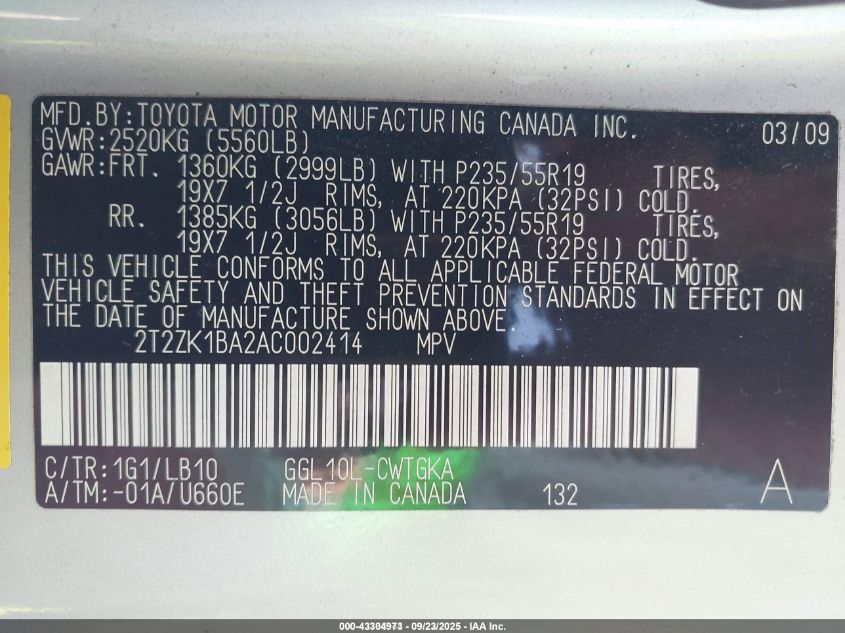 MFD.BY:TOYOTA MOTOR MANUFACTURING CANADA INC. 03/09
GVWR:2520KG (5560LB)
GAWR:FRT. 1360KG (2999LB) WITH P235/55R19 TIRES,
19X7 1/2J RIMS, AT 220KPA (32PSI) COLD.
RR. 1385KG (3056LB) WITH P235/55R19 TIRES,
19X7 1/2J RIMS, AT 220KPA (32PSI) COLD.
THIS VEHICLE CONFORMS TO ALL APPLICABLE FEDERAL MOTOR
VEHICLE SAFETY AND THEFT PREVENTION STANDARDS IN EFFECT ON
THE DATE OF MANUFACTURE SHOWN ABOVE.
2T2ZK1BA2AC002414 MPV
C/TR:1G1/LB10 GGL10L-CWTGKA
A/TM:-01A/U660E MADE IN CANADA 132 A
000-43304973 - 09/23/2025 - IAA Inc.